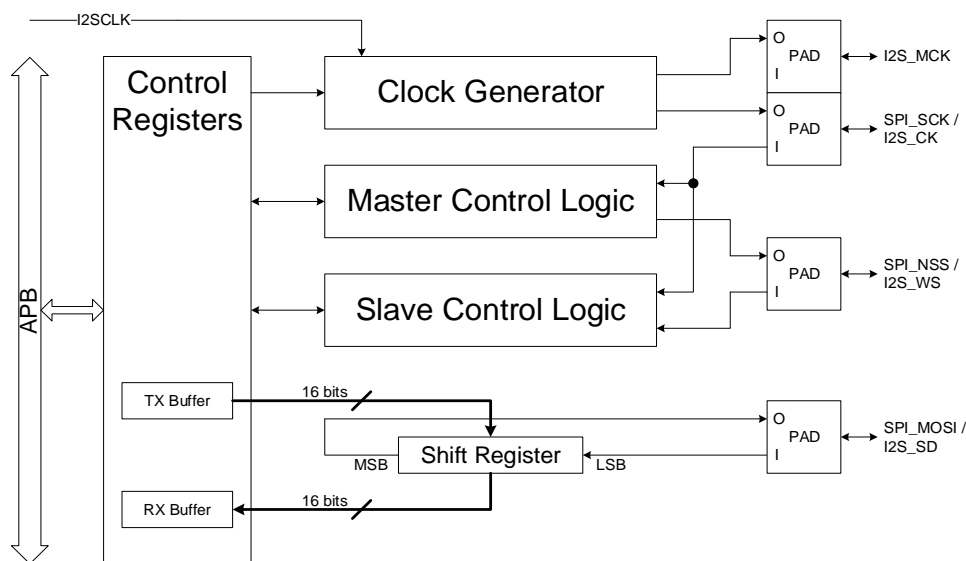 I2SCLK
O
PAD
I
I2S_MCK
Control
Registers
Clock Generator
O
PAD
I
SPI_SCK /
I2S_CK
Master Control Logic
O
PAD
I
SPI_NSS /
I2S_WS
APB
Slave Control Logic
TX Buffer
16 bits
O
PAD
I
SPI_MOSI /
I2S_SD
MSB
Shift Register
LSB
RX Buffer
16 bits